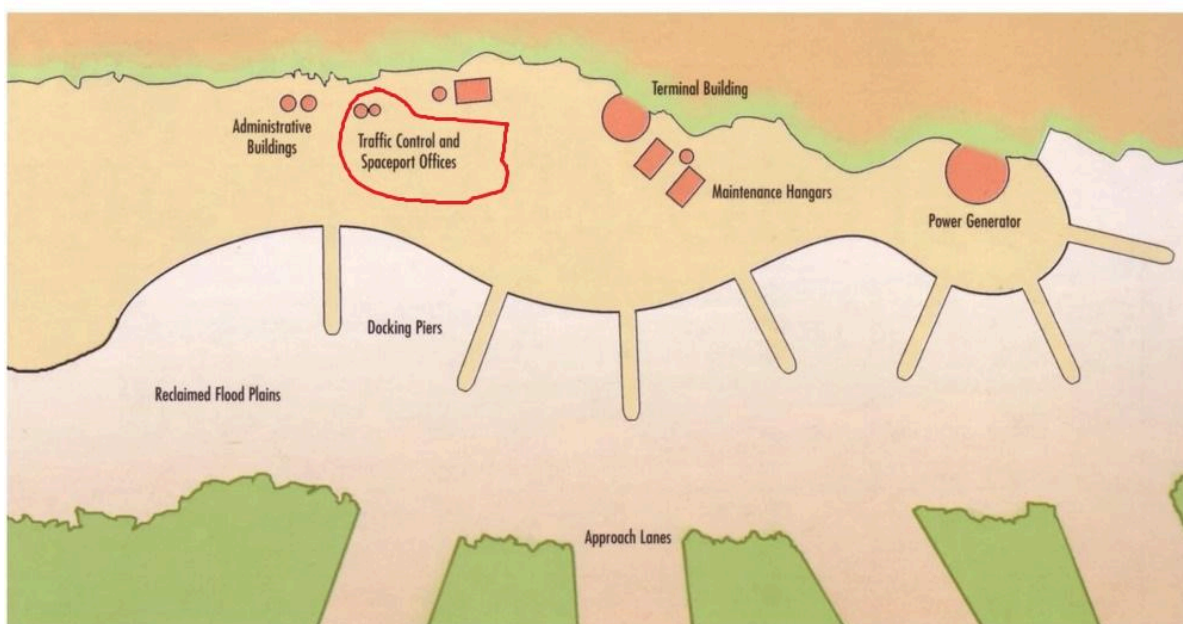 Terminal Building
Administrative
Buildings
Traffic Control and
Spaceport Offices
Maintenance Hangars
Power Generator
Docking Piers
Reclaimed Flood Plains
Approach Lanes